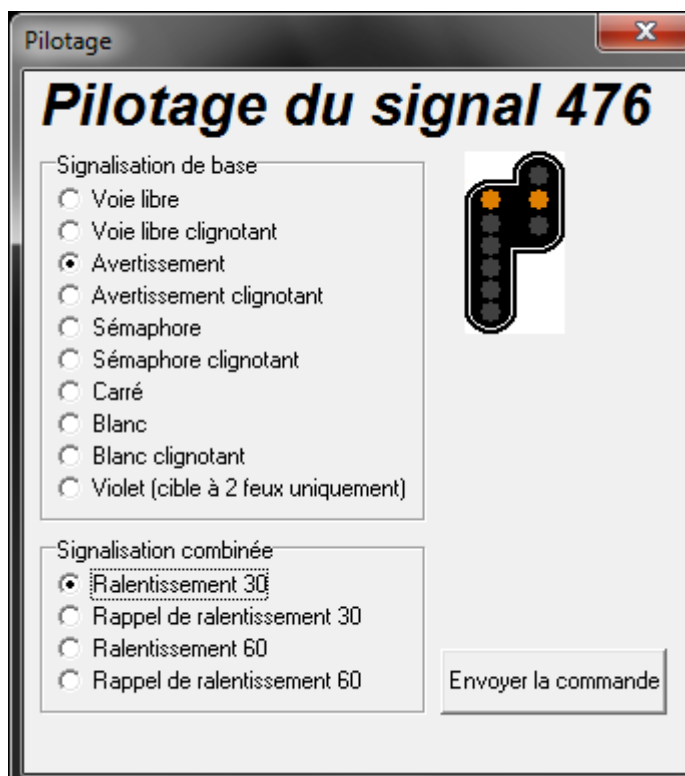 Pilotage
Pilotage du signal 476
Signalisation de base
Voie libre
Voie libre clignotant
Avertissement
Avertissement clignotant
Sémaphore
Sémaphore clignotant
Carré
Blanc
Blanc clignotant
Violet (cible à 2 feux uniquement)
Signalisation combinée
Ralentissement 30
Rappel de ralentissement 30
Ralentissement 60
Rappel de ralentissement 60
Envoyer la commande